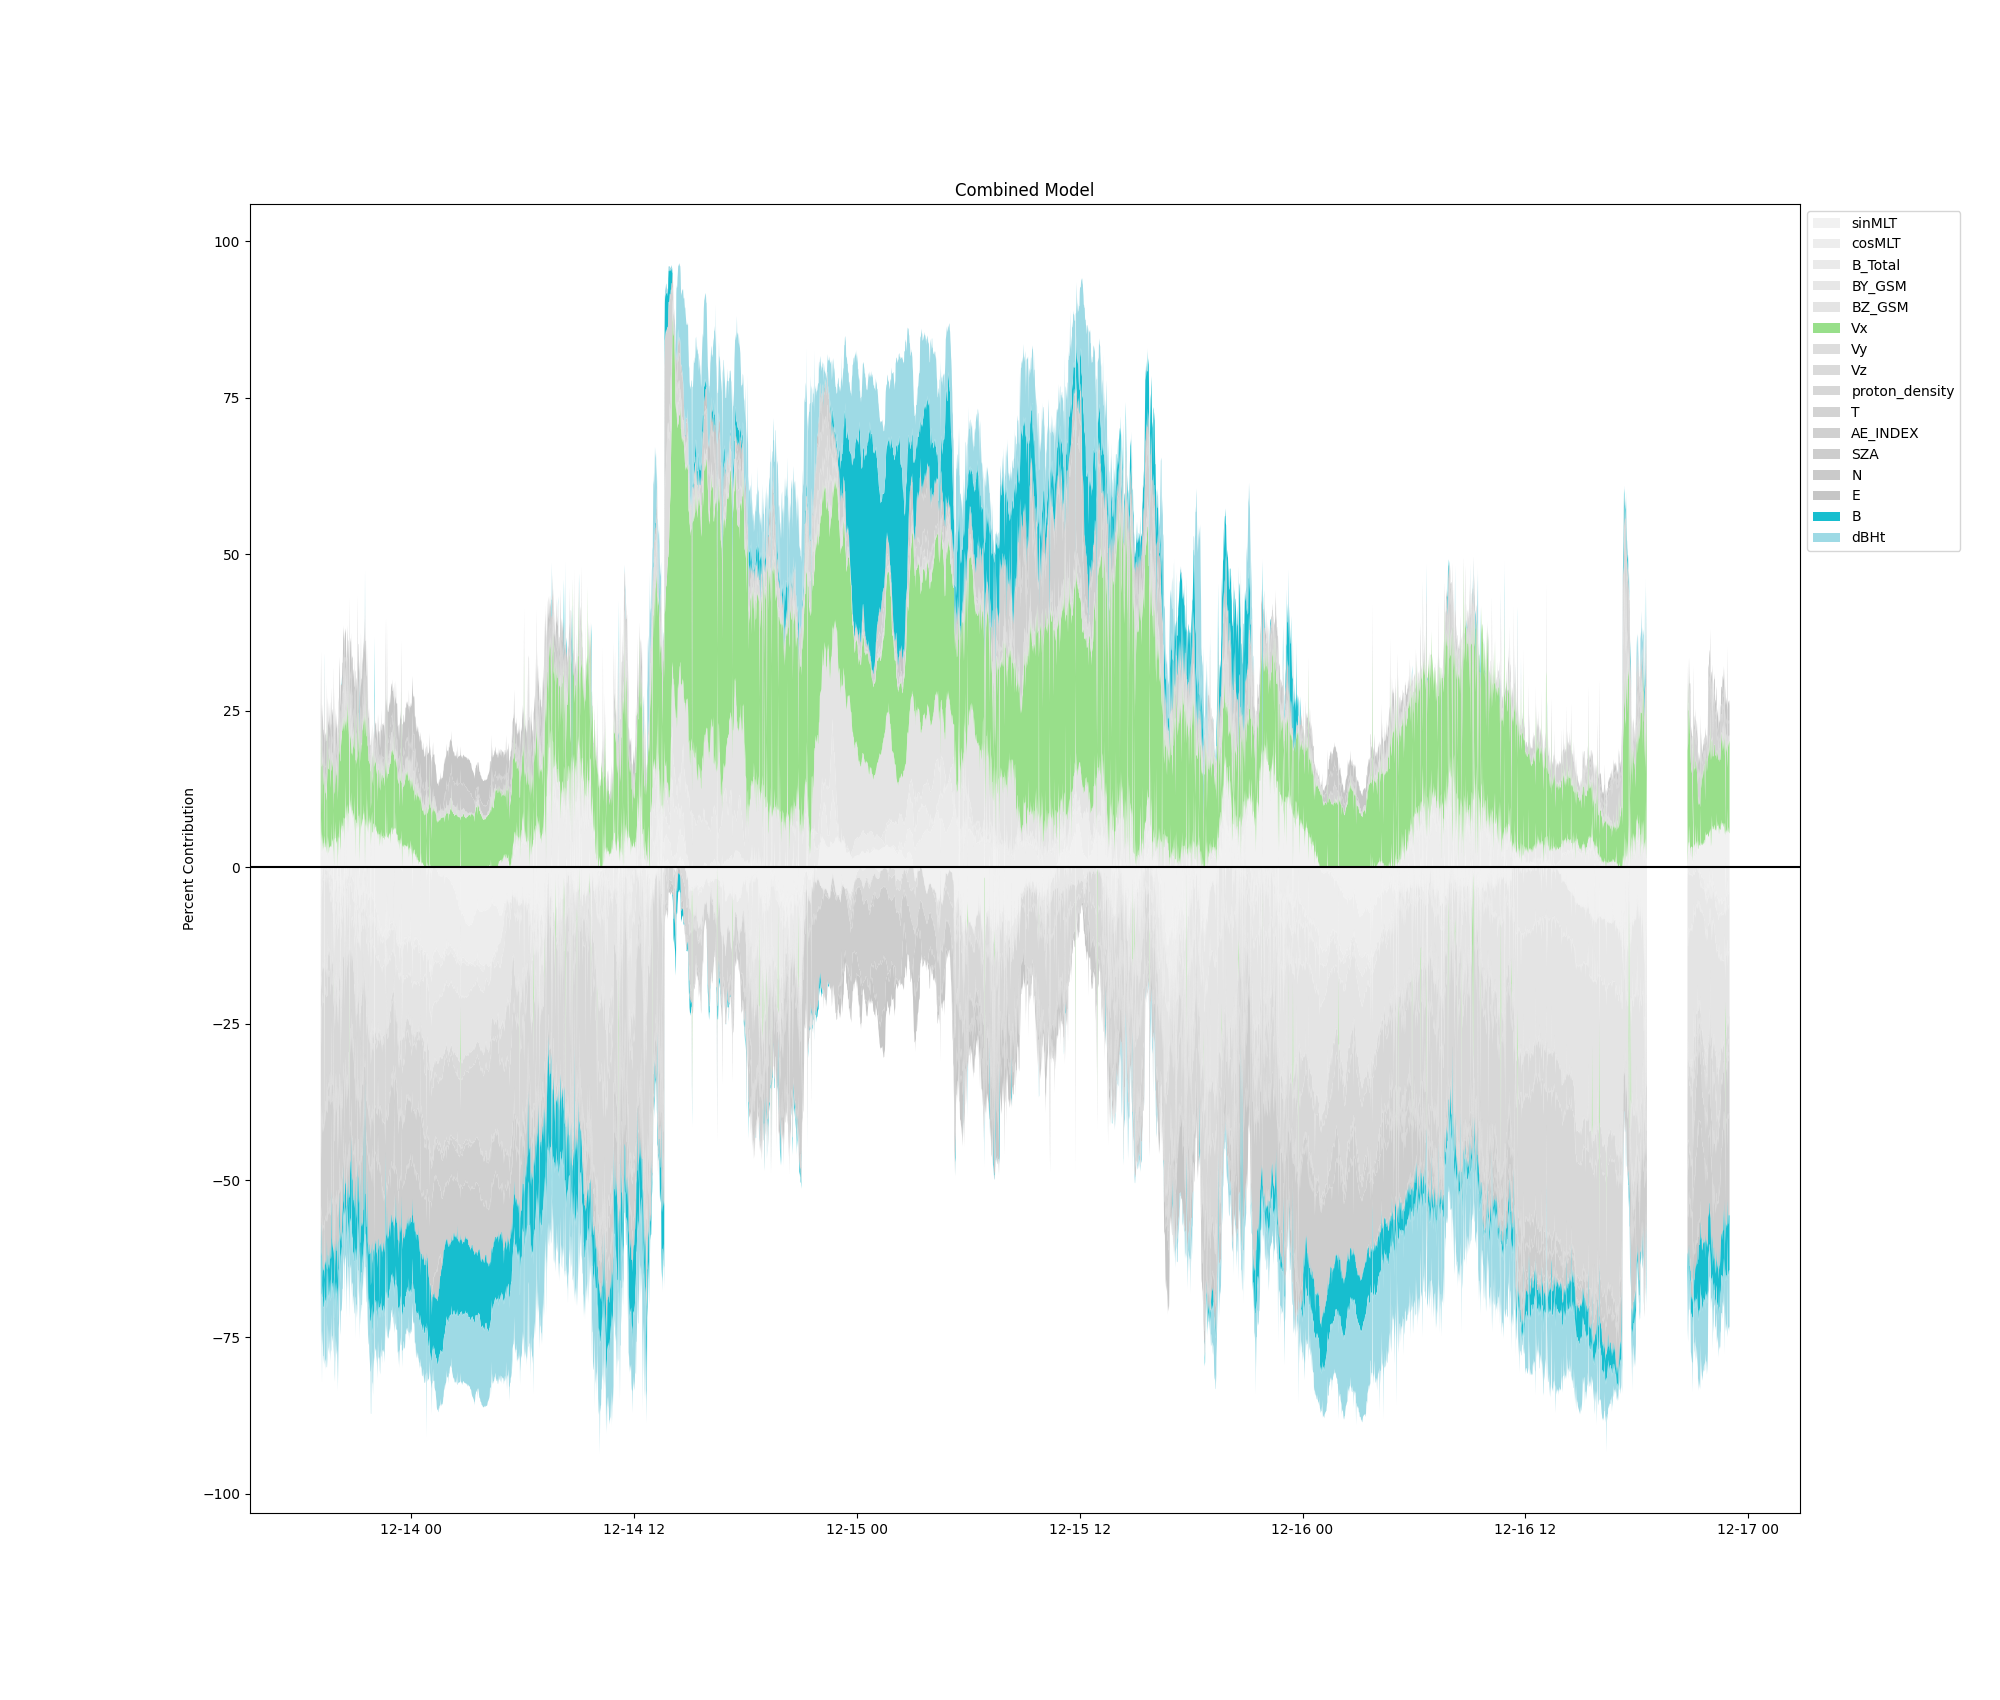 Combined Model
100
75
50
25
0
−25
−50
−75
−100
Percent Contribution
12-14 00
12-14 12
12-15 00
12-15 12
12-16 00
12-16 12
12-17 00
sinMLT
cosMLT
B_Total
BY_GSM
BZ_GSM
Vx
Vy
Vz
proton_density
T
AE_INDEX
SZA
N
E
B
dBHt